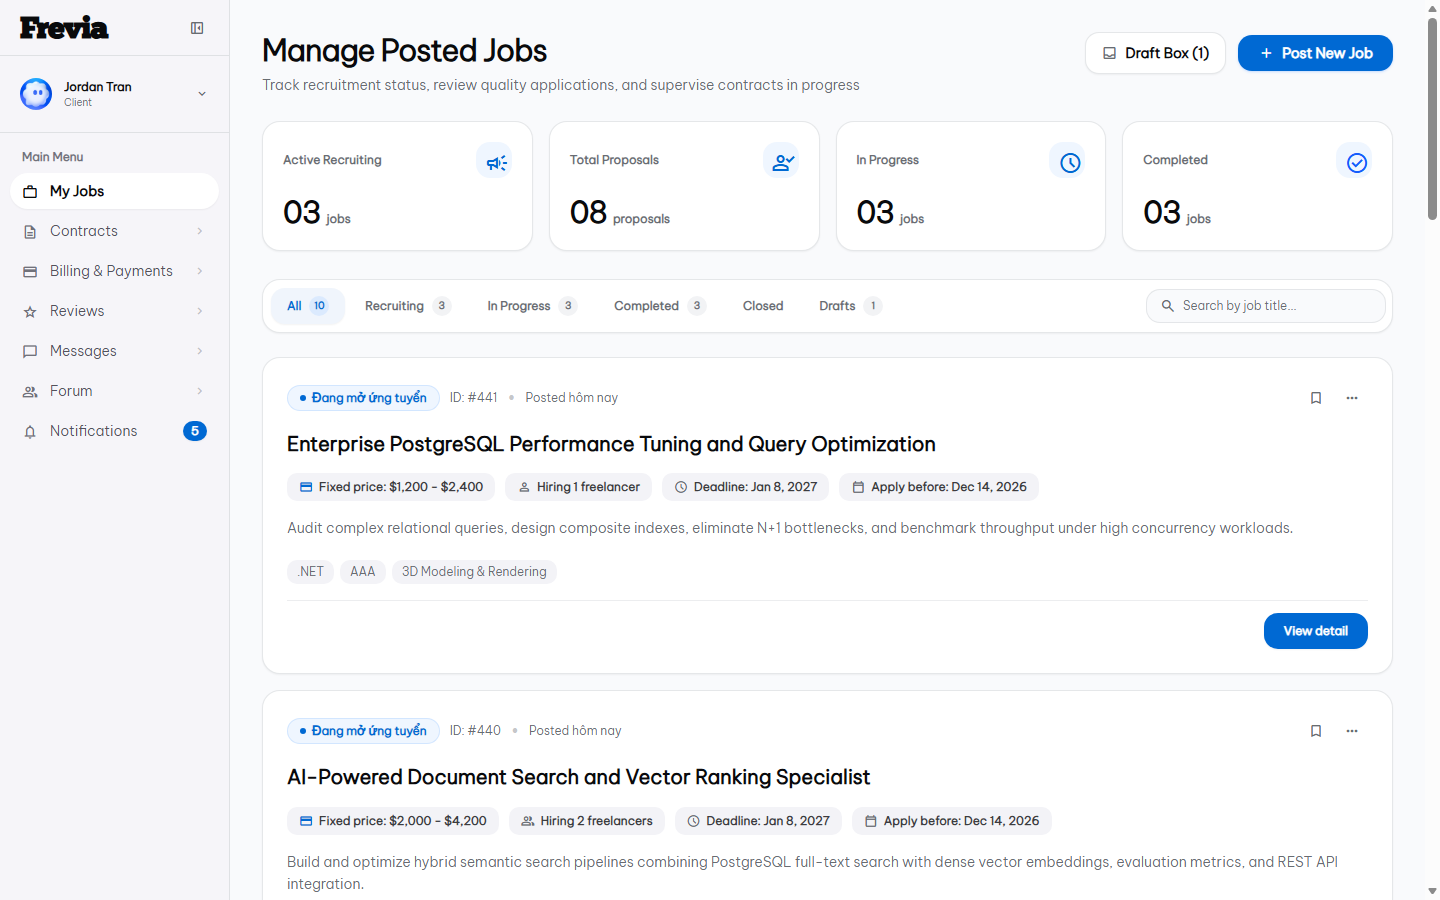 Frevia
Jordan Tran
Client
Main Menu
My Jobs
Contracts
Billing & Payments
Reviews
Messages
Forum
Notifications 5
Manage Posted Jobs
Track recruitment status, review quality applications, and supervise contracts in progress
Draft Box (1)
+ Post New Job
Active Recruiting
03 jobs
Total Proposals
08 proposals
In Progress
03 jobs
Completed
03 jobs
All 10 Recruiting 3 In Progress 3 Completed 3 Closed Drafts 1 Search by job title...
Đang mở ứng tuyển ID: #441 • Posted hôm nay
Enterprise PostgreSQL Performance Tuning and Query Optimization
Fixed price: $1,200 - $2,400 Hiring 1 freelancer Deadline: Jan 8, 2027 Apply before: Dec 14, 2026
Audit complex relational queries, design composite indexes, eliminate N+1 bottlenecks, and benchmark throughput under high concurrency workloads.
.NET AAA 3D Modeling & Rendering
View detail
Đang mở ứng tuyển ID: #440 • Posted hôm nay
AI-Powered Document Search and Vector Ranking Specialist
Fixed price: $2,000 - $4,200 Hiring 2 freelancers Deadline: Jan 8, 2027 Apply before: Dec 14, 2026
Build and optimize hybrid semantic search pipelines combining PostgreSQL full-text search with dense vector embeddings, evaluation metrics, and REST API
integration.